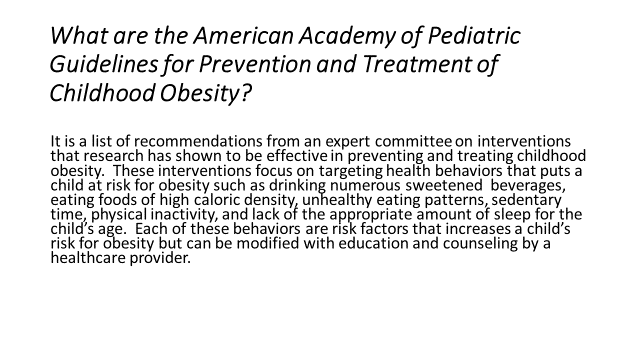 What are the American Academy of Pediatric
Guidelines for Prevention and Treatment of
Childhood Obesity?
It is a list of recommendations from an expert committee on interventions
that research has shown to be effective in preventing and treating childhood
obesity.  These interventions focus on targeting health behaviors that puts a
child at risk for obesity such as drinking numerous sweetened  beverages,
eating foods of high caloric density, unhealthy eating patterns, sedentary
time, physical inactivity, and lack of the appropriate amount of sleep for the
child's age.  Each of these behaviors are risk factors that increases a child's
risk for obesity but can be modified with education and counseling by a
healthcare provider.